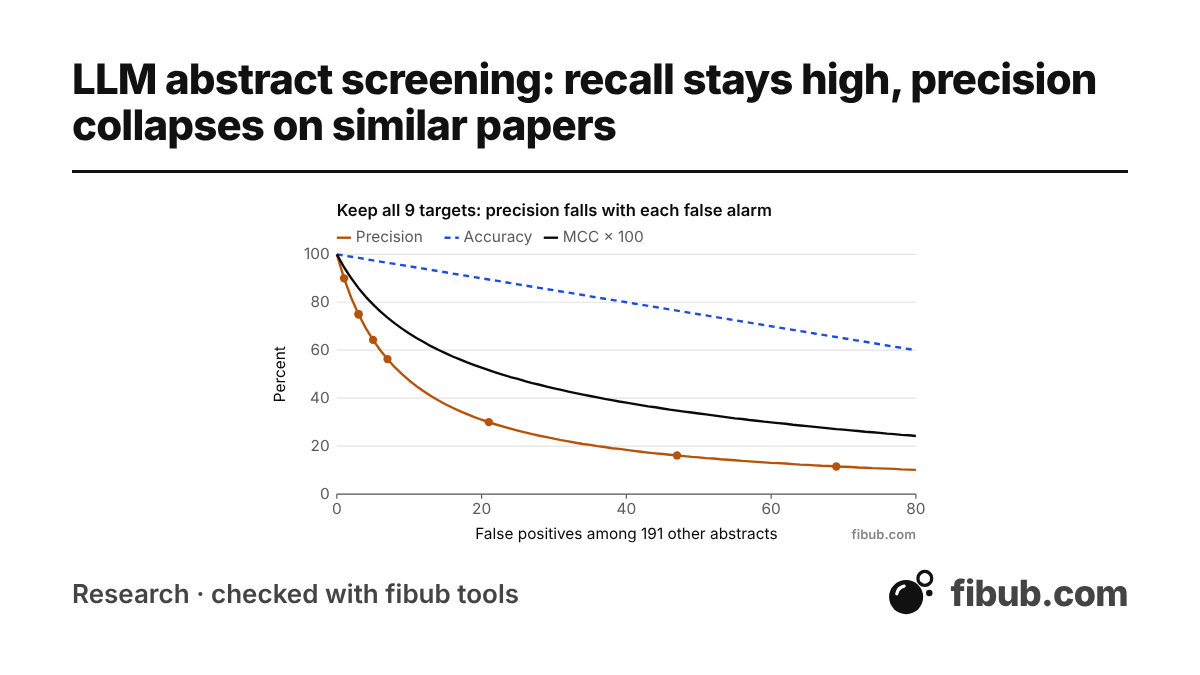 LLM abstract screening: recall stays high, precision
collapses on similar papers
Keep all 9 targets: precision falls with each false alarm
Precision Accuracy MCC × 100
100
80
60
40
20
0
Percent
0 20 40 60 80
False positives among 191 other abstracts
fibub.com
Research · checked with fibub tools
fibub.com